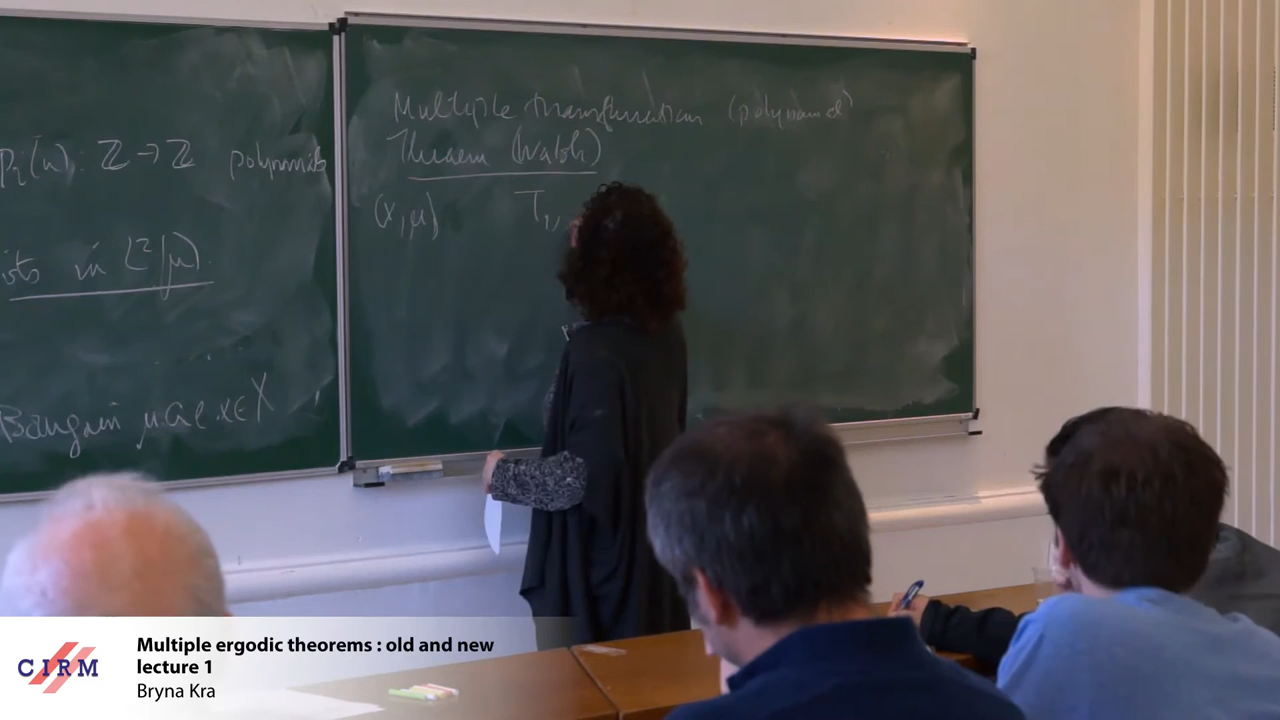 pᵢ(n): ℤ→ℤ polynomials
in L²(μ).
Bourgain μ a.e. x∈X
Multiple transformation (polynomial)
Theorem (Walsh)
(X, μ) T₁,
CIRM
Multiple ergodic theorems : old and new
lecture 1
Bryna Kra